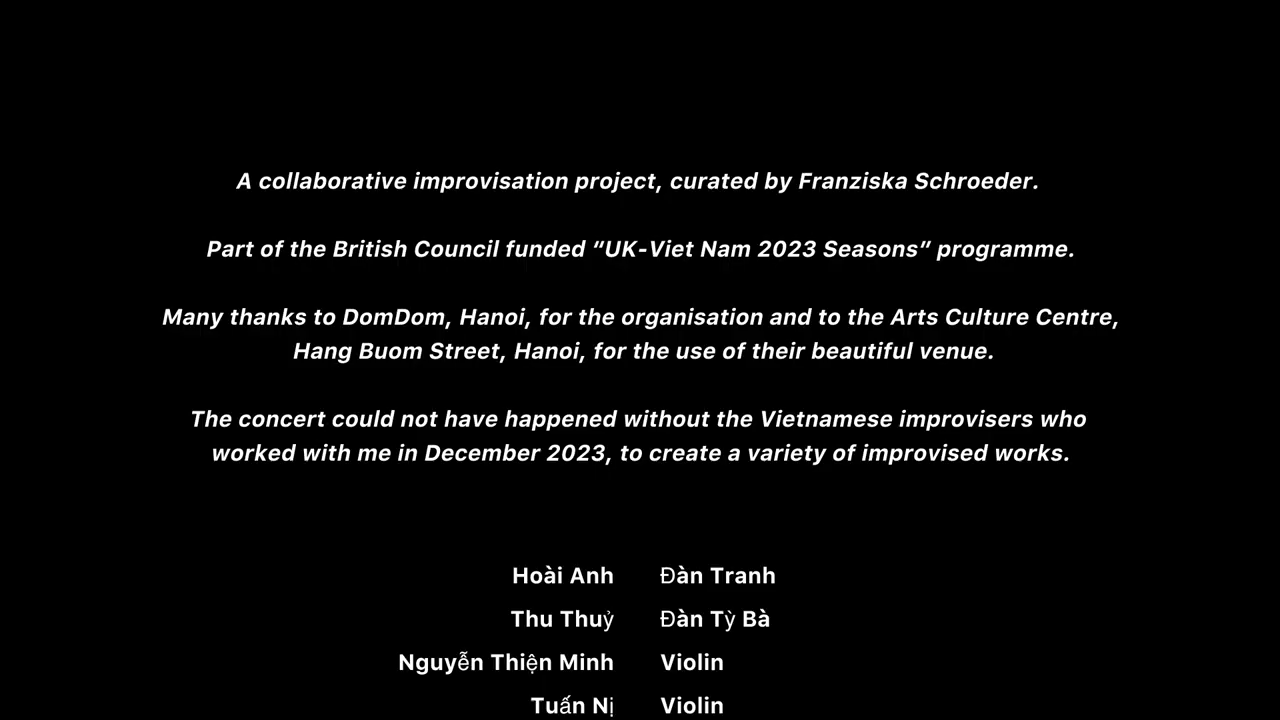 A collaborative improvisation project, curated by Franziska Schroeder.
Part of the British Council funded “UK-Viet Nam 2023 Seasons” programme.
Many thanks to DomDom, Hanoi, for the organisation and to the Arts Culture Centre,
Hang Buom Street, Hanoi, for the use of their beautiful venue.
The concert could not have happened without the Vietnamese improvisers who
worked with me in December 2023, to create a variety of improvised works.
Hoài Anh Đàn Tranh
Thu Thuỷ Đàn Tỳ Bà
Nguyễn Thiện Minh Violin
Tuấn Nị Violin